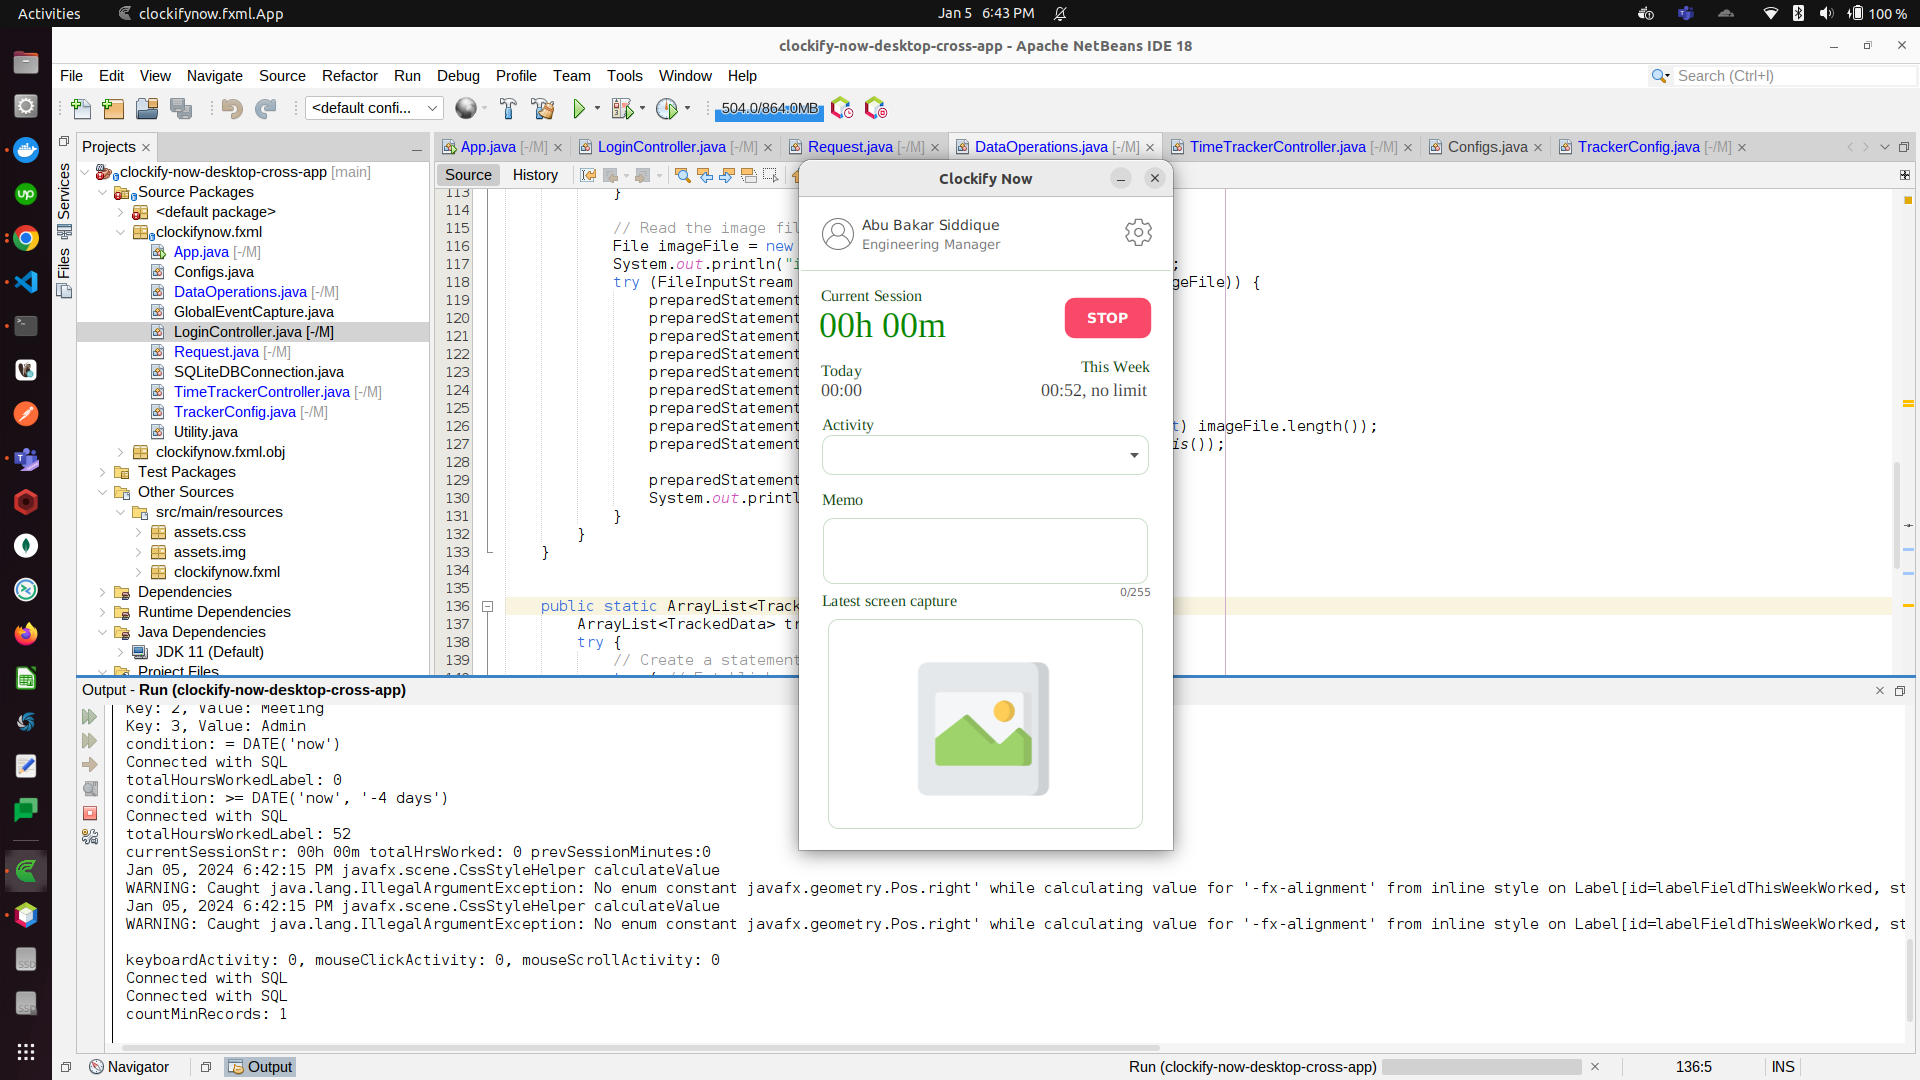 Activities
clockifynow.fxml.App
Jan 5 6:43 PM
100 %
clockify-now-desktop-cross-app - Apache NetBeans IDE 18
File Edit View Navigate Source Refactor Run Debug Profile Team Tools Window Help
Search (Ctrl+I)
<default confi...
504.0/864.0MB
Services
Files
Projects
clockify-now-desktop-cross-app [main]
Source Packages
<default package>
clockifynow.fxml
App.java [-/M]
Configs.java
DataOperations.java [-/M]
GlobalEventCapture.java
LoginController.java [-/M]
Request.java [-/M]
SQLiteDBConnection.java
TimeTrackerController.java [-/M]
TrackerConfig.java [-/M]
Utility.java
clockifynow.fxml.obj
Test Packages
Other Sources
src/main/resources
assets.css
assets.img
clockifynow.fxml
Dependencies
Runtime Dependencies
Java Dependencies
JDK 11 (Default)
Project Files
App.java [-/M] LoginController.java [-/M] Request.java [-/M] DataOperations.java [-/M] TimeTrackerController.java [-/M] Configs.java TrackerConfig.java [-/M]
Source History
113 }
114
115 // Read the image fil
116 File imageFile = new
117 System.out.println("i ;
118 try (FileInputStream geFile)) {
119 preparedStatement
120 preparedStatement
121 preparedStatement
122 preparedStatement
123 preparedStatement
124 preparedStatement
125 preparedStatement
126 preparedStatement t) imageFile.length());
127 preparedStatement is());
128
129 preparedStatement
130 System.out.printl
131 }
132 }
133 }
134
135
136 public static ArrayList<Track
137 ArrayList<TrackedData> tr
138 try {
139 // Create a statement
Clockify Now
Abu Bakar Siddique
Engineering Manager
Current Session
00h 00m
STOP
Today
00:00
This Week
00:52, no limit
Activity
Memo
0/255
Latest screen capture
Output - Run (clockify-now-desktop-cross-app)
Key: 2, Value: Meeting
Key: 3, Value: Admin
condition: = DATE('now')
Connected with SQL
totalHoursWorkedLabel: 0
condition: >= DATE('now', '-4 days')
Connected with SQL
totalHoursWorkedLabel: 52
currentSessionStr: 00h 00m totalHrsWorked: 0 prevSessionMinutes:0
Jan 05, 2024 6:42:15 PM javafx.scene.CssStyleHelper calculateValue
WARNING: Caught java.lang.IllegalArgumentException: No enum constant javafx.geometry.Pos.right' while calculating value for '-fx-alignment' from inline style on Label[id=labelFieldThisWeekWorked, st
Jan 05, 2024 6:42:15 PM javafx.scene.CssStyleHelper calculateValue
WARNING: Caught java.lang.IllegalArgumentException: No enum constant javafx.geometry.Pos.right' while calculating value for '-fx-alignment' from inline style on Label[id=labelFieldThisWeekWorked, st
keyboardActivity: 0, mouseClickActivity: 0, mouseScrollActivity: 0
Connected with SQL
Connected with SQL
countMinRecords: 1
Navigator
Output
Run (clockify-now-desktop-cross-app)
136:5
INS